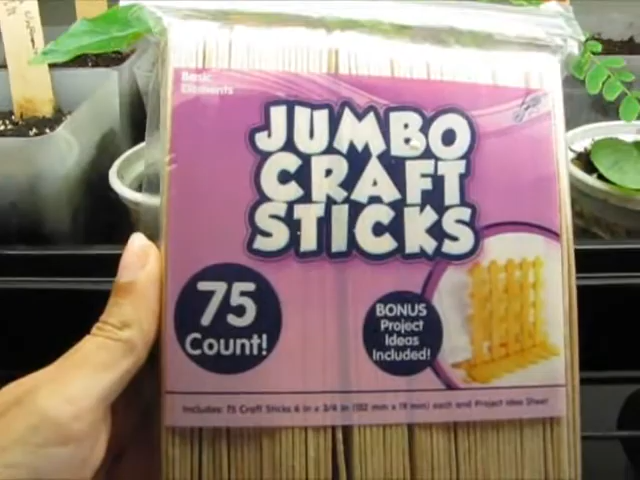 Basic
Elements
JUMBO
CRAFT
STICKS
75
Count!
BONUS
Project
Ideas
Included!
Includes: 75 Craft Sticks 6 in x 3/4 in (152 mm x 19 mm) each and Project Idea Sheet